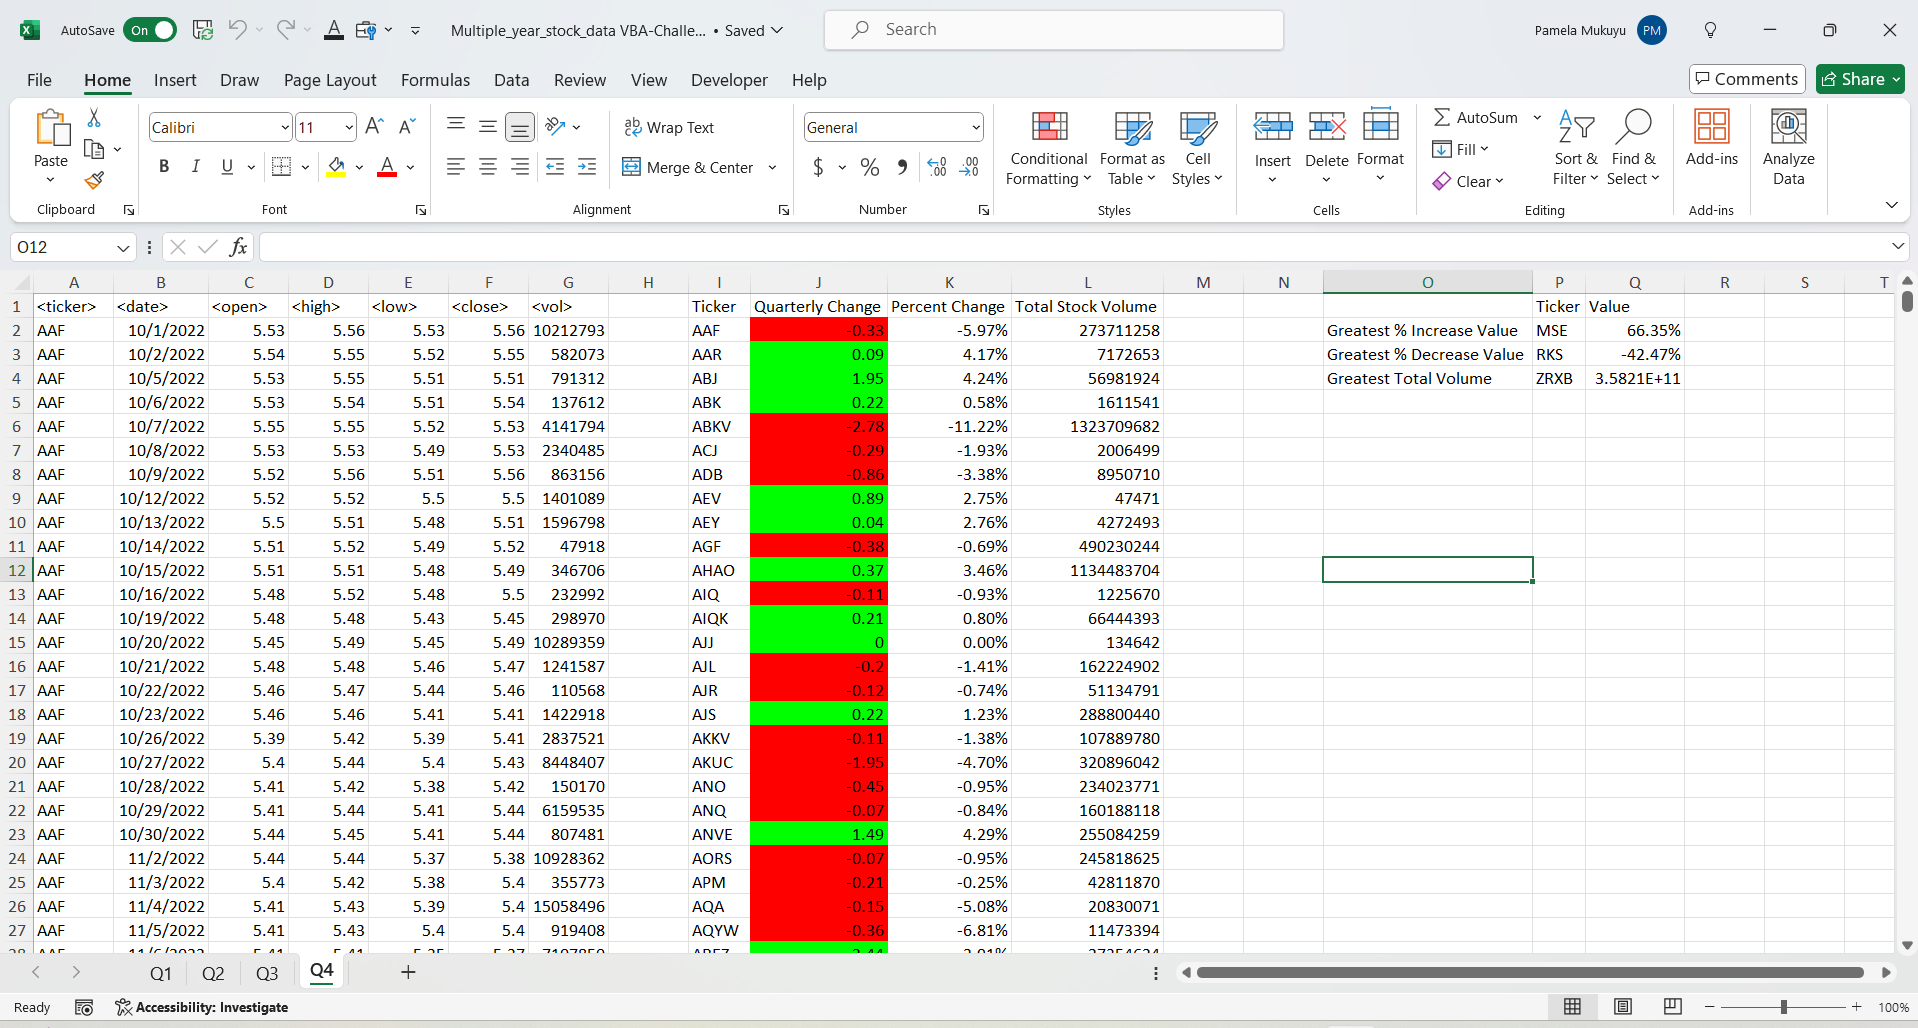 AutoSave On Multiple_year_stock_data VBA-Challe... • Saved Search Pamela Mukuyu PM
File Home Insert Draw Page Layout Formulas Data Review View Developer Help Comments Share
Paste Calibri 11 Wrap Text General Conditional Formatting Format as Table Cell Styles Insert Delete Format AutoSum Sort & Filter Find & Select Add-ins Analyze Data
B I U A Merge & Center $ % Fill Clear
Clipboard Font Alignment Number Styles Cells Editing Add-ins
O12 fx
A B C D E F G H I J K L M N O P Q R S T
1 <ticker> <date> <open> <high> <low> <close> <vol> Ticker Quarterly Change Percent Change Total Stock Volume Ticker Value
2 AAF 10/1/2022 5.53 5.56 5.53 5.56 10212793 AAF -0.33 -5.97% 273711258 Greatest % Increase Value MSE 66.35%
3 AAF 10/2/2022 5.54 5.55 5.52 5.55 582073 AAR 0.09 4.17% 7172653 Greatest % Decrease Value RKS -42.47%
4 AAF 10/5/2022 5.53 5.55 5.51 5.51 791312 ABJ 1.95 4.24% 56981924 Greatest Total Volume ZRXB 3.5821E+11
5 AAF 10/6/2022 5.53 5.54 5.51 5.54 137612 ABK 0.22 0.58% 1611541
6 AAF 10/7/2022 5.55 5.55 5.52 5.53 4141794 ABKV -2.78 -11.22% 1323709682
7 AAF 10/8/2022 5.53 5.53 5.49 5.53 2340485 ACJ -0.29 -1.93% 2006499
8 AAF 10/9/2022 5.52 5.56 5.51 5.56 863156 ADB -0.86 -3.38% 8950710
9 AAF 10/12/2022 5.52 5.52 5.5 5.5 1401089 AEV 0.89 2.75% 47471
10 AAF 10/13/2022 5.5 5.51 5.48 5.51 1596798 AEY 0.04 2.76% 4272493
11 AAF 10/14/2022 5.51 5.52 5.49 5.52 47918 AGF -0.38 -0.69% 490230244
12 AAF 10/15/2022 5.51 5.51 5.48 5.49 346706 AHAO 0.37 3.46% 1134483704
13 AAF 10/16/2022 5.48 5.52 5.48 5.5 232992 AIQ -0.11 -0.93% 1225670
14 AAF 10/19/2022 5.48 5.48 5.43 5.45 298970 AIQK 0.21 0.80% 66444393
15 AAF 10/20/2022 5.45 5.49 5.45 5.49 10289359 AJJ 0 0.00% 134642
16 AAF 10/21/2022 5.48 5.48 5.46 5.47 1241587 AJL -0.2 -1.41% 162224902
17 AAF 10/22/2022 5.46 5.47 5.44 5.46 110568 AJR -0.12 -0.74% 51134791
18 AAF 10/23/2022 5.46 5.46 5.41 5.41 1422918 AJS 0.22 1.23% 288800440
19 AAF 10/26/2022 5.39 5.42 5.39 5.41 2837521 AKKV -0.11 -1.38% 107889780
20 AAF 10/27/2022 5.4 5.44 5.4 5.43 8448407 AKUC -1.95 -4.70% 320896042
21 AAF 10/28/2022 5.41 5.42 5.38 5.42 150170 ANO -0.45 -0.95% 234023771
22 AAF 10/29/2022 5.41 5.44 5.41 5.44 6159535 ANQ -0.07 -0.84% 160188118
23 AAF 10/30/2022 5.44 5.45 5.41 5.44 807481 ANVE 1.49 4.29% 255084259
24 AAF 11/2/2022 5.44 5.44 5.37 5.38 10928362 AORS -0.07 -0.95% 245818625
25 AAF 11/3/2022 5.4 5.42 5.38 5.4 355773 APM -0.21 -0.25% 42811870
26 AAF 11/4/2022 5.41 5.43 5.39 5.4 15058496 AQA -0.15 -5.08% 20830071
27 AAF 11/5/2022 5.41 5.43 5.4 5.4 919408 AQYW -0.36 -6.81% 11473394
Q1 Q2 Q3 Q4
Ready Accessibility: Investigate 100%